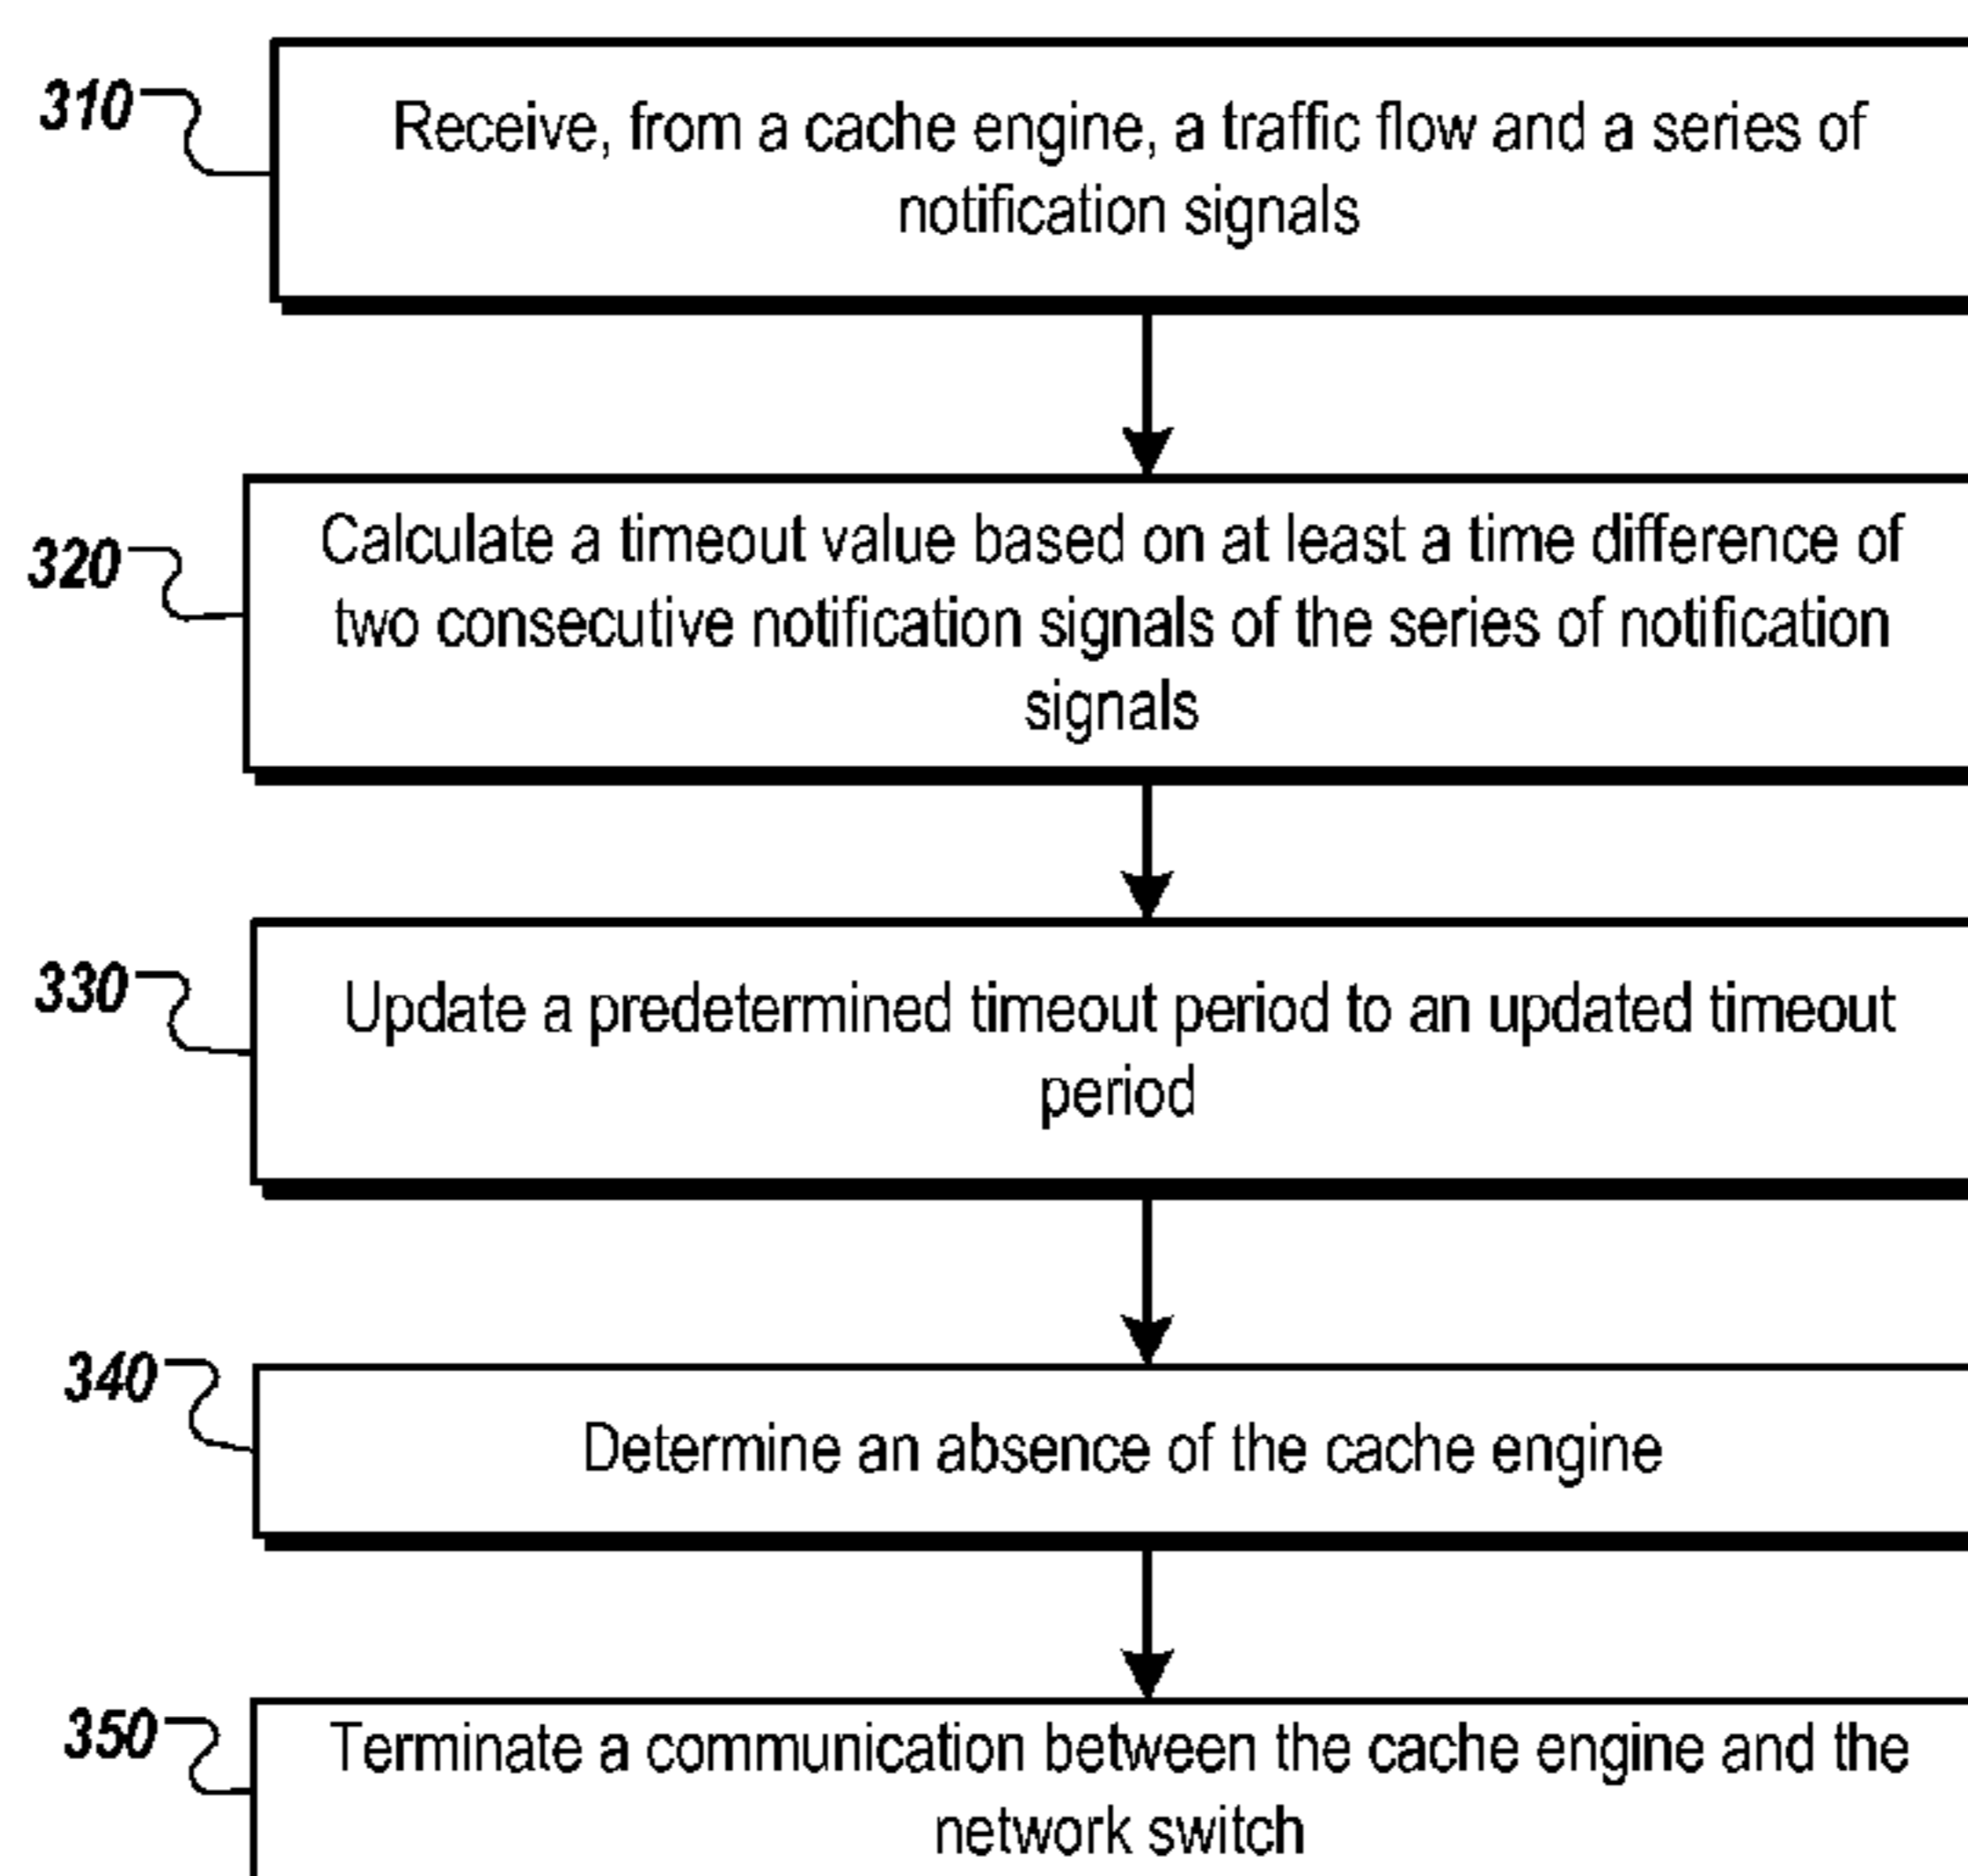 310
Receive, from a cache engine, a traffic flow and a series of
notification signals
320
Calculate a timeout value based on at least a time difference of
two consecutive notification signals of the series of notification
signals
330
Update a predetermined timeout period to an updated timeout
period
340
Determine an absence of the cache engine
350
Terminate a communication between the cache engine and the
network switch